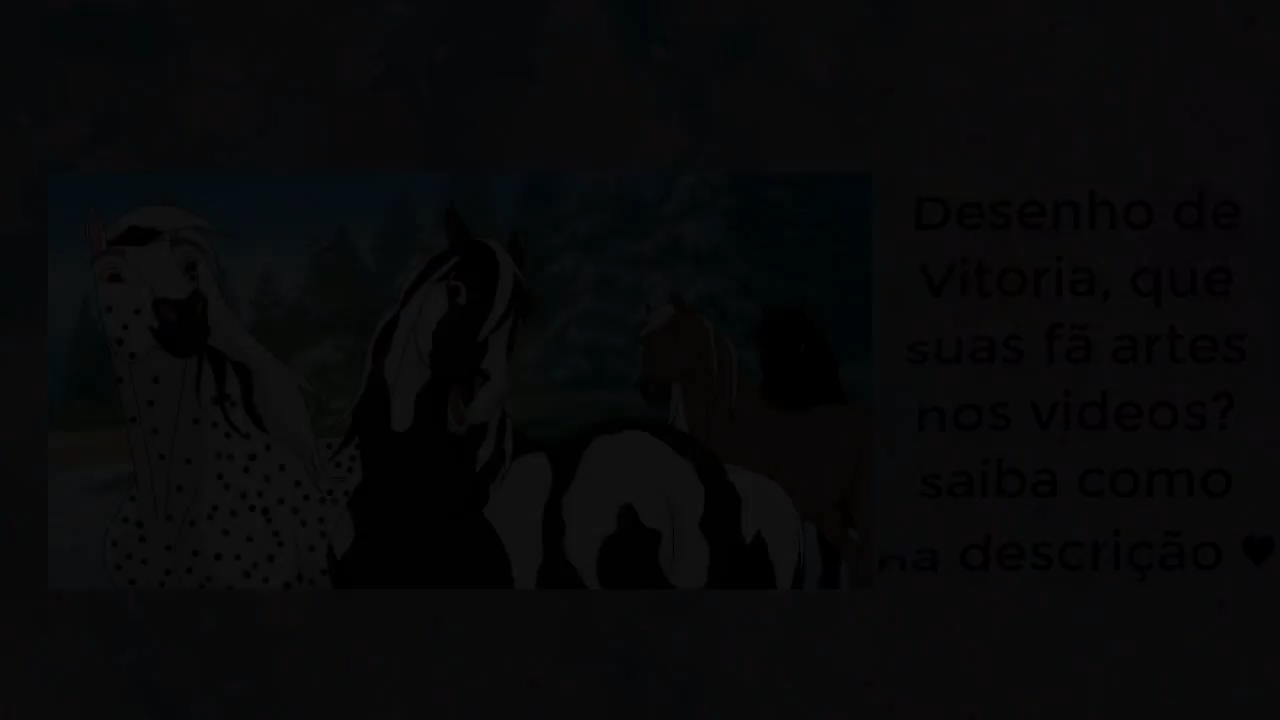 Desenho de
Vitoria, que
suas fã artes
nos videos?
saiba como
na descrição ♥